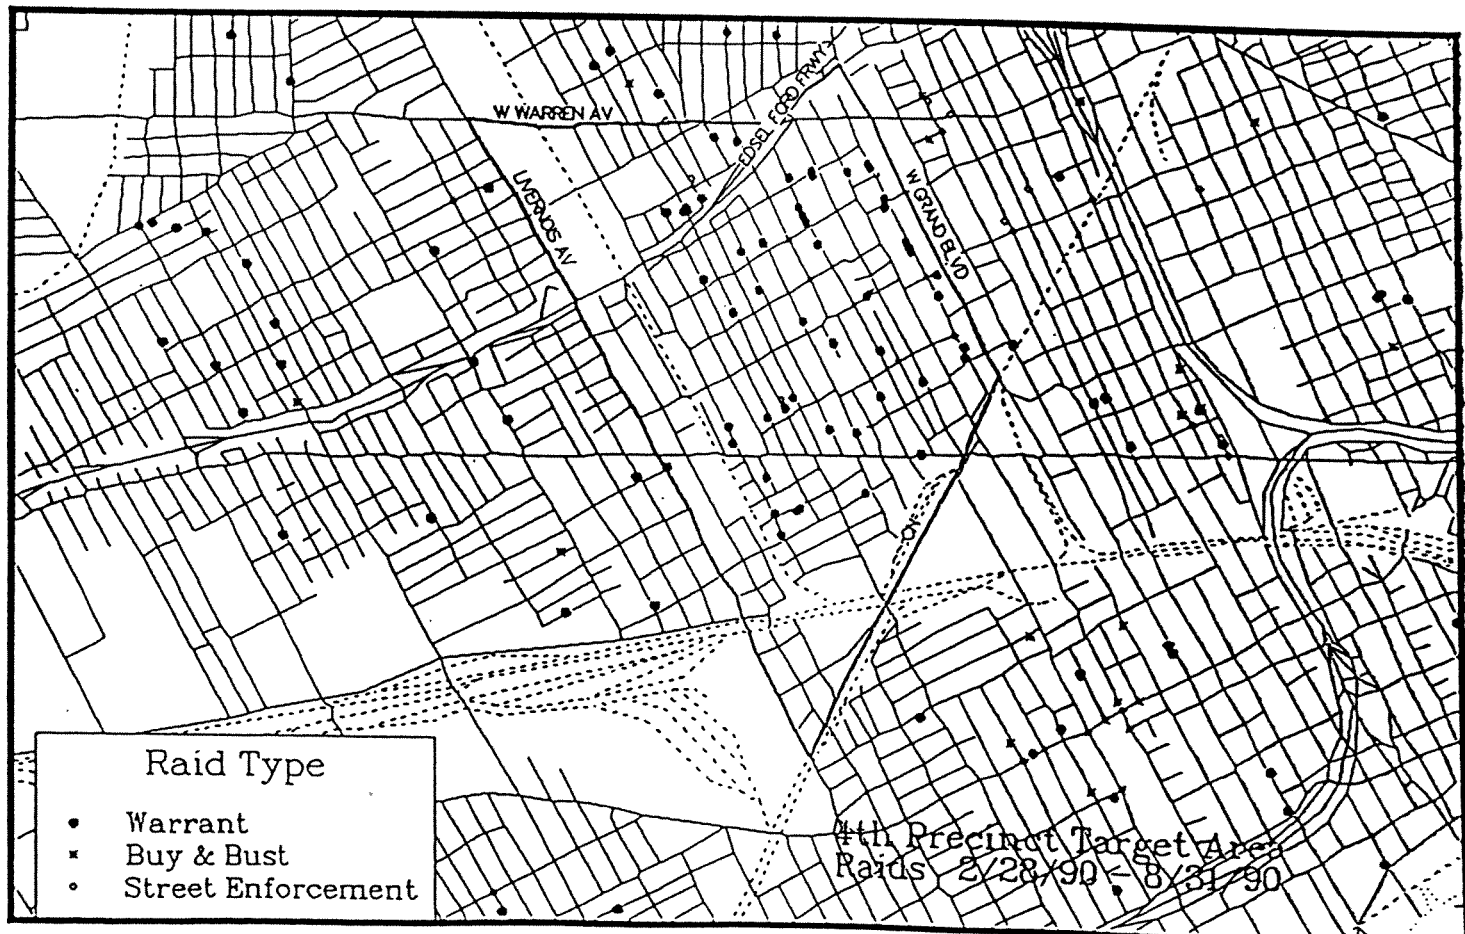 W WARREN AV
EDSEL FORD FRWY
LIVERNOIS AV
W GRAND BLVD
Raid Type
Warrant
Buy & Bust
Street Enforcement
4th Precinct Target Area
Raids 2/28/90 - 8/31/90